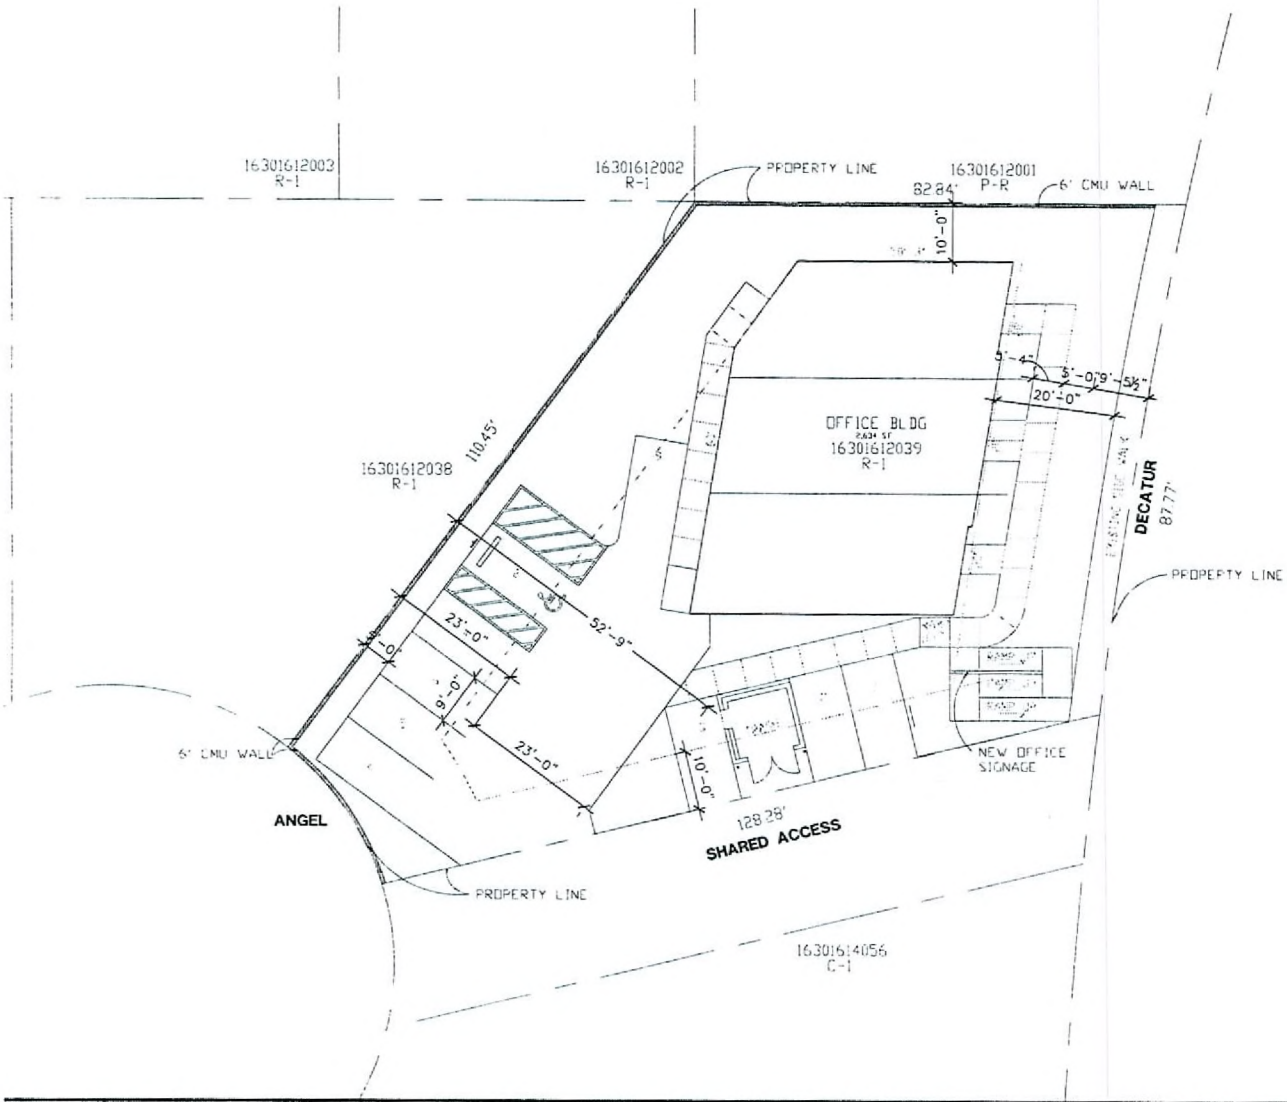 16301612003
R-1
16301612002
R-1
PROPERTY LINE
16301612001
P-R
82.84'
6' CMU WALL
10'-0"
5'-4"
5'-0"
9'-5½"
20'-0"
OFFICE BLDG
16301612039
R-1
110.45'
16301612038
R-1
DECATUR
87.77'
PROPERTY LINE
2
52'-9"
23'-0"
9'-0"
23'-0"
6' CMU WALL
ANGEL
10'-0"
NEW OFFICE
SIGNAGE
128.28'
SHARED ACCESS
PROPERTY LINE
16301614056
C-1